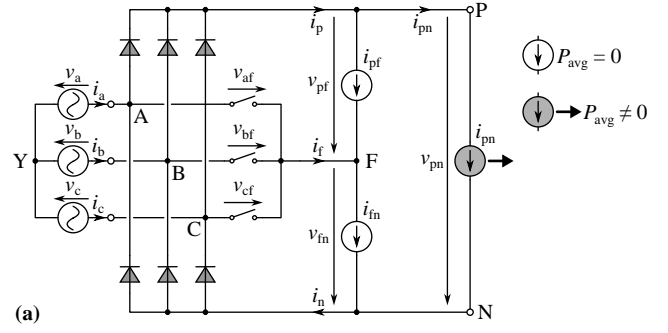 i_p
i_pn
P
v_a
i_a
A
v_af
v_pf
i_pf
P_avg = 0
P_avg ≠ 0
Y
v_b
i_b
B
v_bf
i_f
F
v_pn
i_pn
v_c
i_c
C
v_cf
v_fn
i_fn
i_n
N
(a)